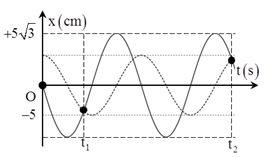 +5√3
x(cm)
t(s)
O
−5
t₁
t₂